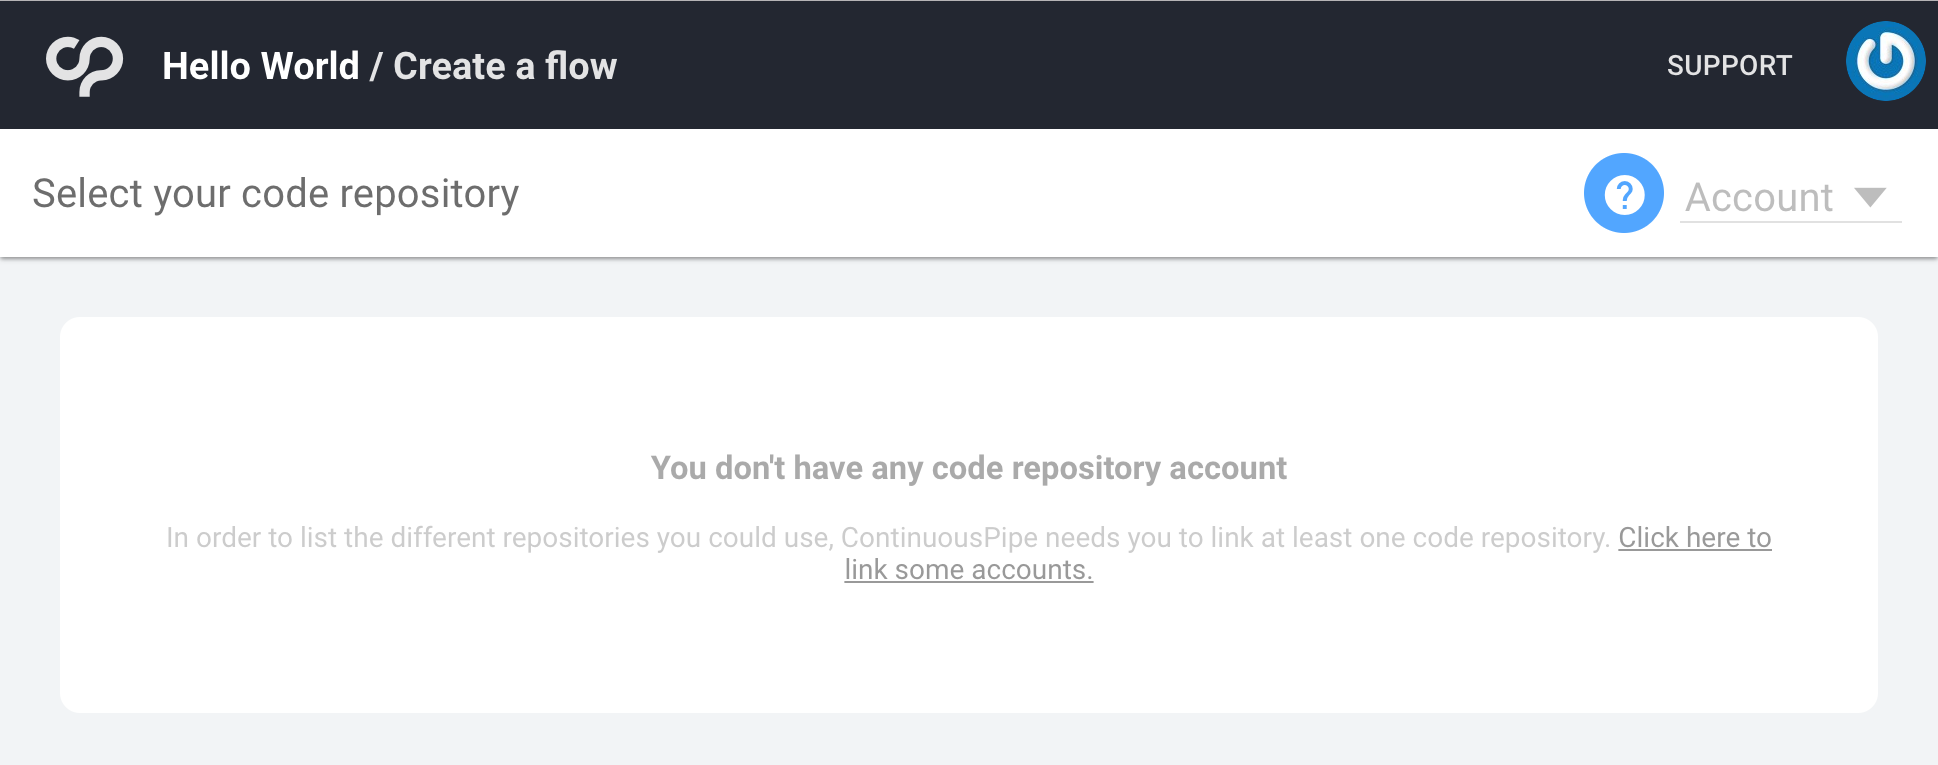 Hello World / Create a flow
SUPPORT
Select your code repository
?
Account
You don't have any code repository account
In order to list the different repositories you could use, ContinuousPipe needs you to link at least one code repository. Click here to
link some accounts.